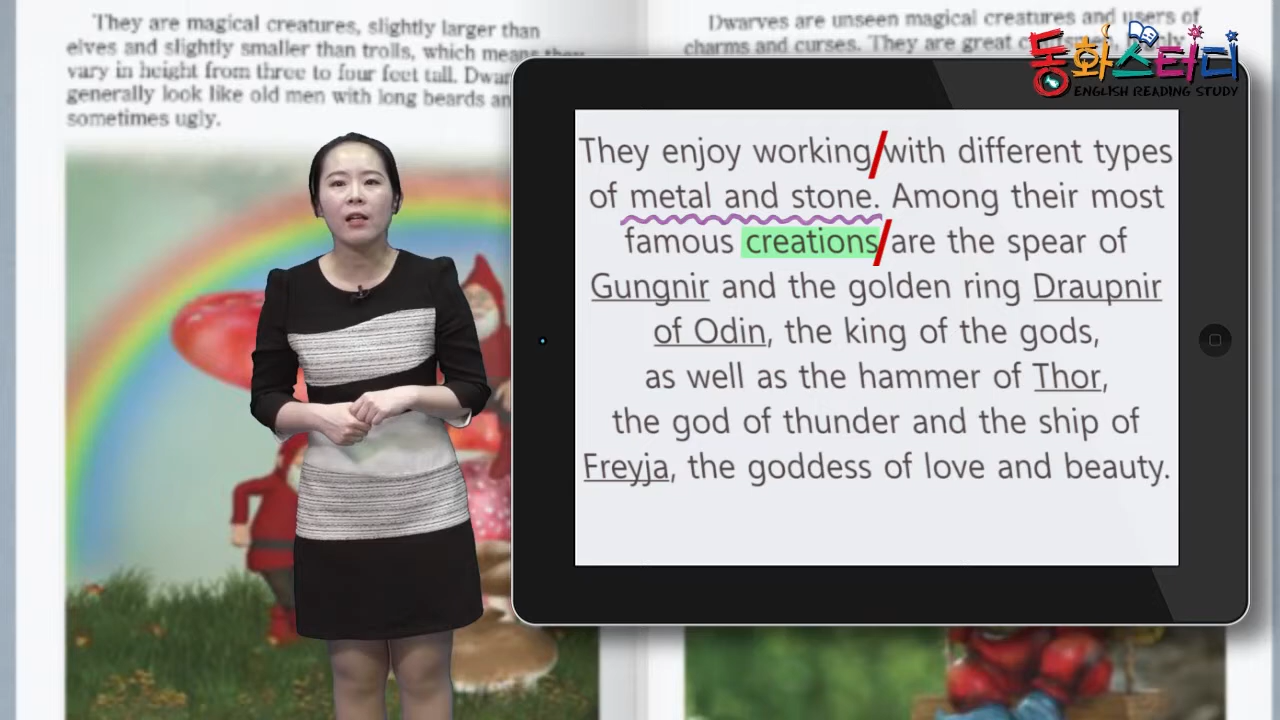 They are magical creatures, slightly larger than
elves and slightly smaller than trolls, which means they
vary in height from three to four feet tall.
generally look like old men with long beards
sometimes ugly.
Dwarves are unseen magical creatures and users of
charms and curses. They are great
동화스터디
ENGLISH READING STUDY
They enjoy working/with different types
of metal and stone. Among their most
famous creations/are the spear of
Gungnir and the golden ring Draupnir
of Odin, the king of the gods,
as well as the hammer of Thor,
the god of thunder and the ship of
Freyja, the goddess of love and beauty.